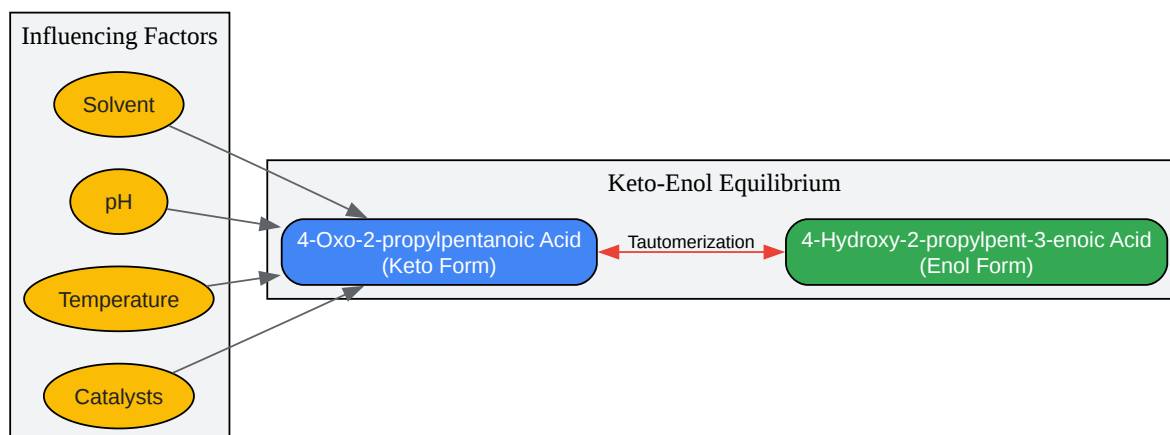 Influencing Factors
Solvent
pH
Temperature
Catalysts
Keto-Enol Equilibrium
4-Oxo-2-propylpentanoic Acid
(Keto Form)
Tautomerization
4-Hydroxy-2-propylpent-3-enoic Acid
(Enol Form)